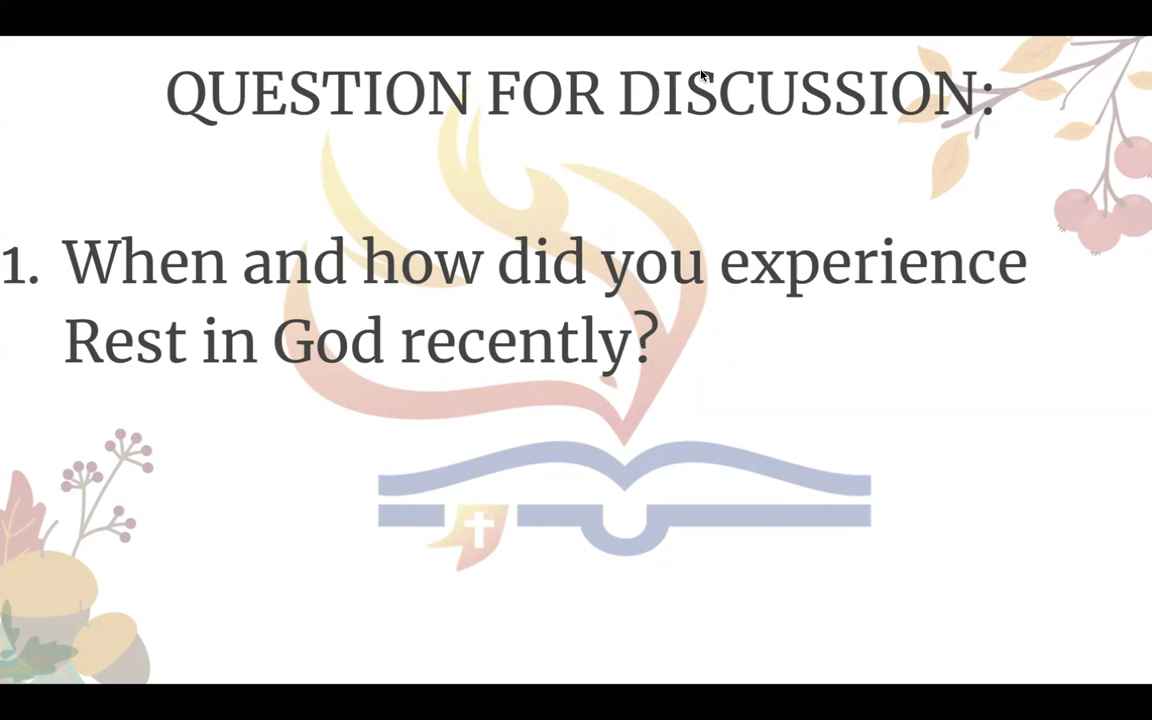 QUESTION FOR DISCUSSION:
1. When and how did you experience
Rest in God recently?